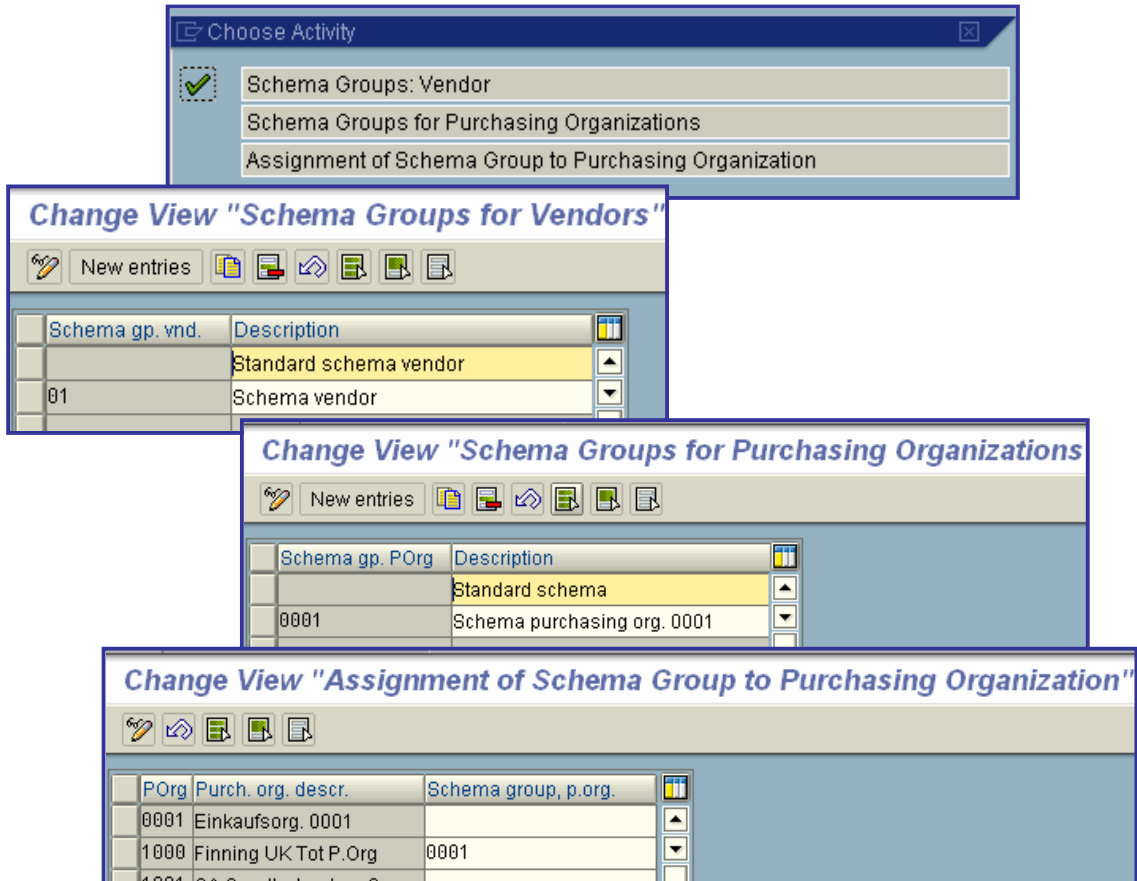 Choose Activity
Schema Groups: Vendor
Schema Groups for Purchasing Organizations
Assignment of Schema Group to Purchasing Organization
Change View "Schema Groups for Vendors"
New entries
Schema gp. vnd. Description
Standard schema vendor
01 Schema vendor
Change View "Schema Groups for Purchasing Organizations
New entries
Schema gp. POrg Description
Standard schema
0001 Schema purchasing org. 0001
Change View "Assignment of Schema Group to Purchasing Organization"
POrg Purch. org. descr. Schema group, p.org.
0001 Einkaufsorg. 0001
1000 Finning UK Tot P.Org 0001